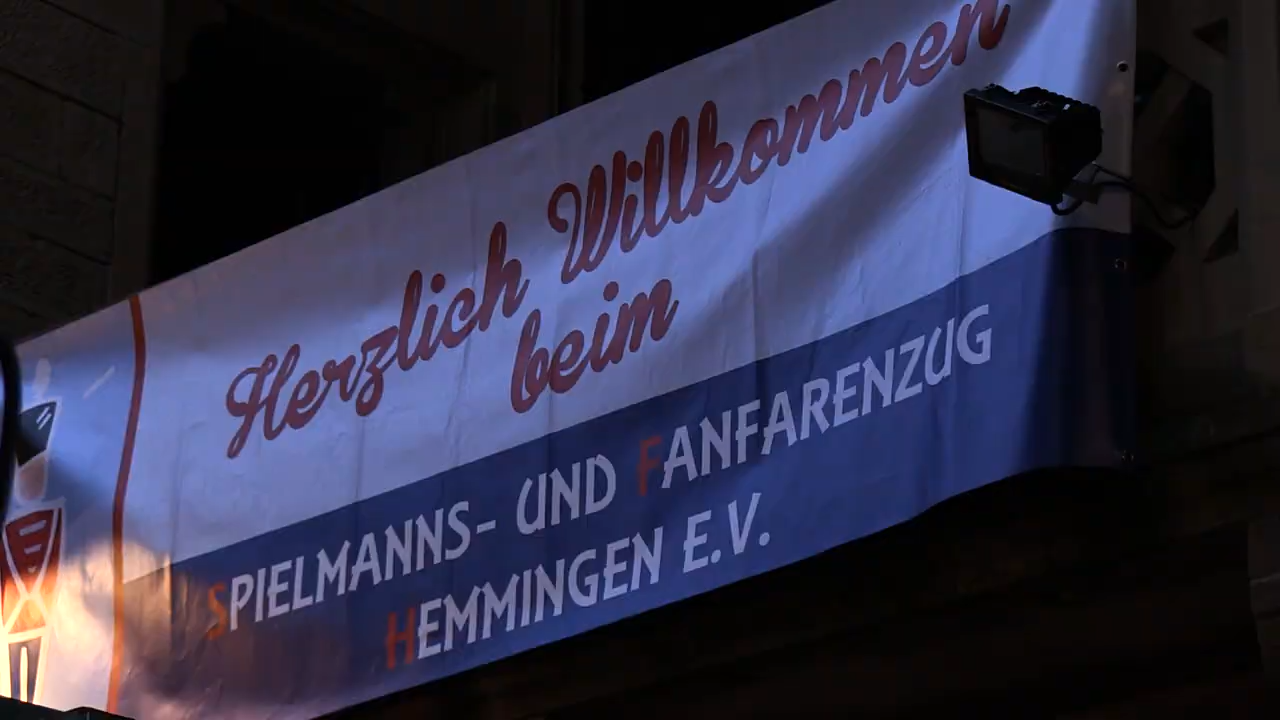 Herzlich Willkommen
beim
SPIELMANNS- UND FANFARENZUG
HEMMINGEN E.V.